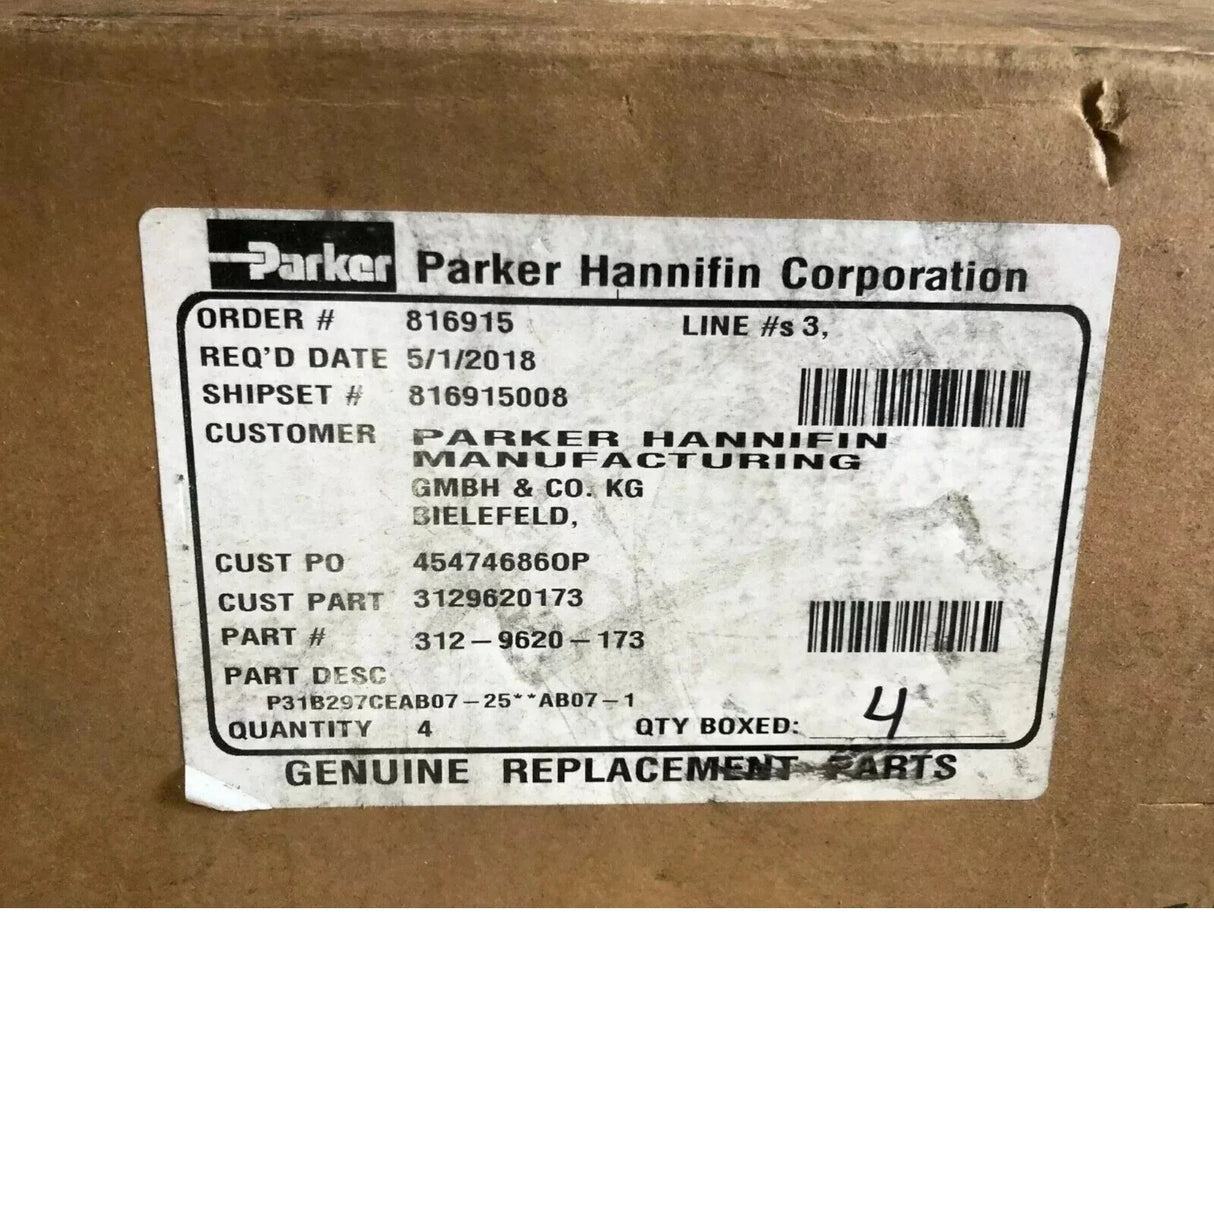 Parker Parker Hannifin Corporation
ORDER # 816915 LINE #s 3,
REQ'D DATE 5/1/2018
SHIPSET # 816915008
CUSTOMER PARKER HANNIFIN
MANUFACTURING
GMBH & CO. KG
BIELEFELD,
CUST PO 454746860P
CUST PART 3129620173
PART # 312-9620-173
PART DESC
P31B297CEAB07-25**AB07-1
QUANTITY 4 QTY BOXED: 4
GENUINE REPLACEMENT PARTS